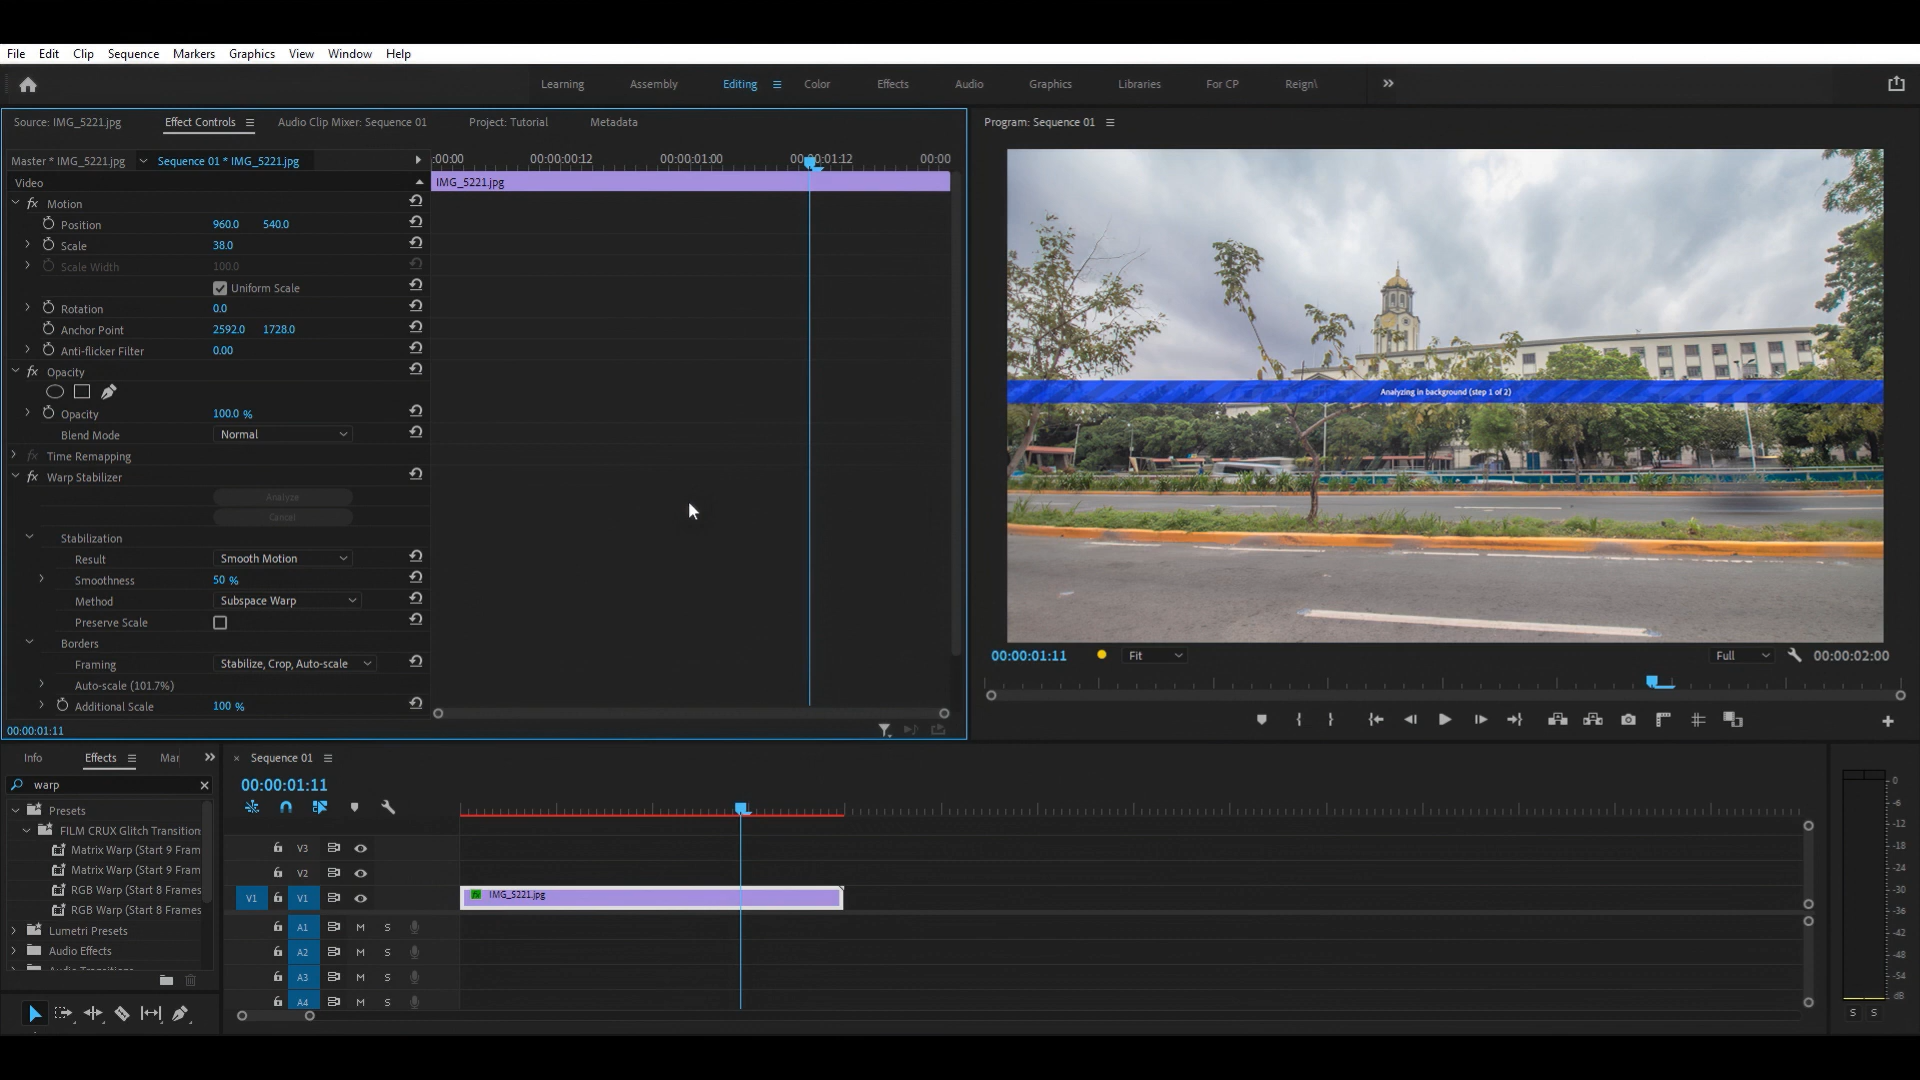 File Edit Clip Sequence Markers Graphics View Window Help
Learning Assembly Editing Color Effects Audio Graphics Libraries For CP Reign\
Source: IMG_5221.jpg Effect Controls Audio Clip Mixer: Sequence 01 Project: Tutorial Metadata
Program: Sequence 01
Master * IMG_5221.jpg Sequence 01 * IMG_5221.jpg
:00:00 00:00:00:12 00:00:01:00 00:00:01:12 00:00
Video
IMG_5221.jpg
fx Motion
Position 960.0 540.0
Scale 38.0
Scale Width 100.0
Uniform Scale
Rotation 0.0
Anchor Point 2592.0 1728.0
Anti-flicker Filter 0.00
fx Opacity
Opacity 100.0 %
Blend Mode Normal
fx Time Remapping
fx Warp Stabilizer
Analyze
Cancel
Stabilization
Result Smooth Motion
Smoothness 50 %
Method Subspace Warp
Preserve Scale
Borders
Framing Stabilize, Crop, Auto-scale
Auto-scale (101.7%)
Additional Scale 100 %
00:00:01:11
Analyzing in background (step 1 of 2)
00:00:01:11 Fit Full 00:00:02:00
Info Effects Mar
warp
Presets
FILM CRUX Glitch Transition
Matrix Warp (Start 9 Fram
Matrix Warp (Start 9 Fram
RGB Warp (Start 8 Frames
RGB Warp (Start 8 Frames
Lumetri Presets
Audio Effects
Audio Transitions
× Sequence 01
00:00:01:11
V3
V2
V1 V1 IMG_5221.jpg
A1 M S
A2 M S
A3 M S
A4 M S
0
-6
-12
-18
-24
-30
-36
-42
-48
-54
dB
S S